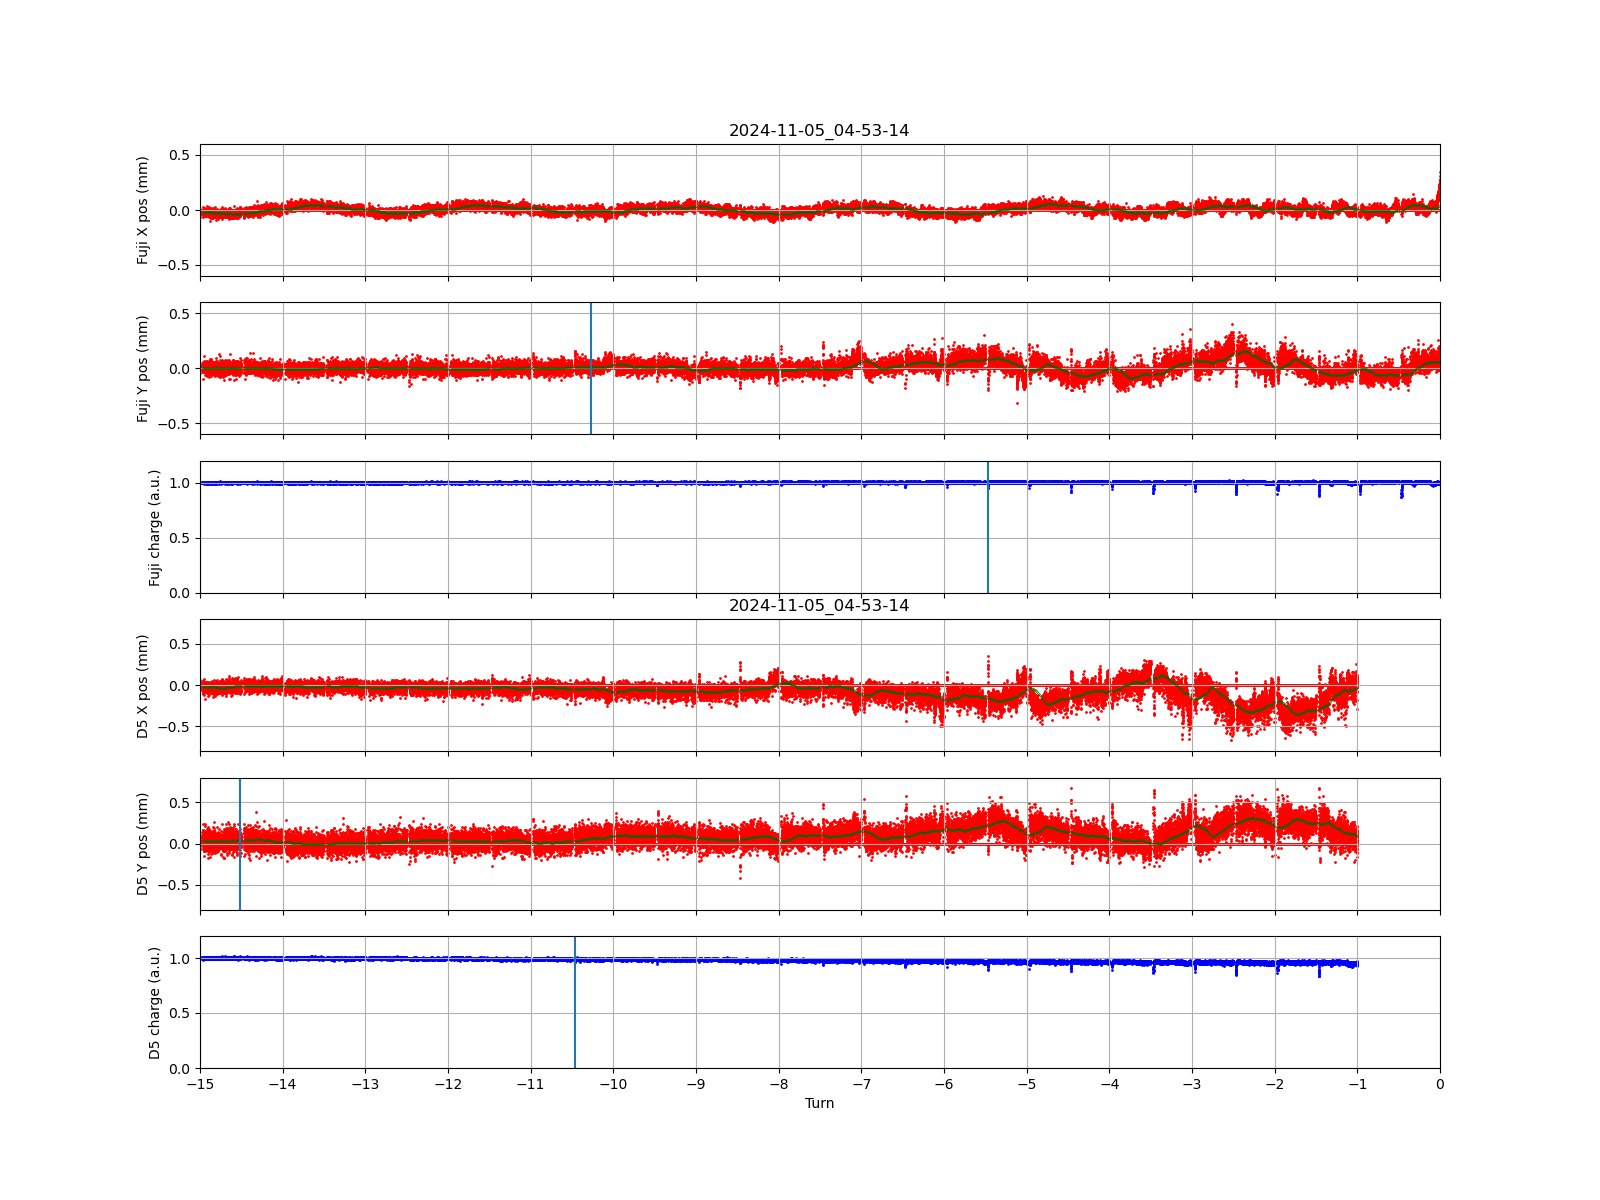 2024-11-05_04-53-14
0.5
0.0
−0.5
Fuji X pos (mm)
0.5
0.0
−0.5
Fuji Y pos (mm)
1.0
0.5
0.0
Fuji charge (a.u.)
2024-11-05_04-53-14
0.5
0.0
−0.5
D5 X pos (mm)
0.5
0.0
−0.5
D5 Y pos (mm)
1.0
0.5
0.0
D5 charge (a.u.)
−15 −14 −13 −12 −11 −10 −9 −8 −7 −6 −5 −4 −3 −2 −1 0
Turn